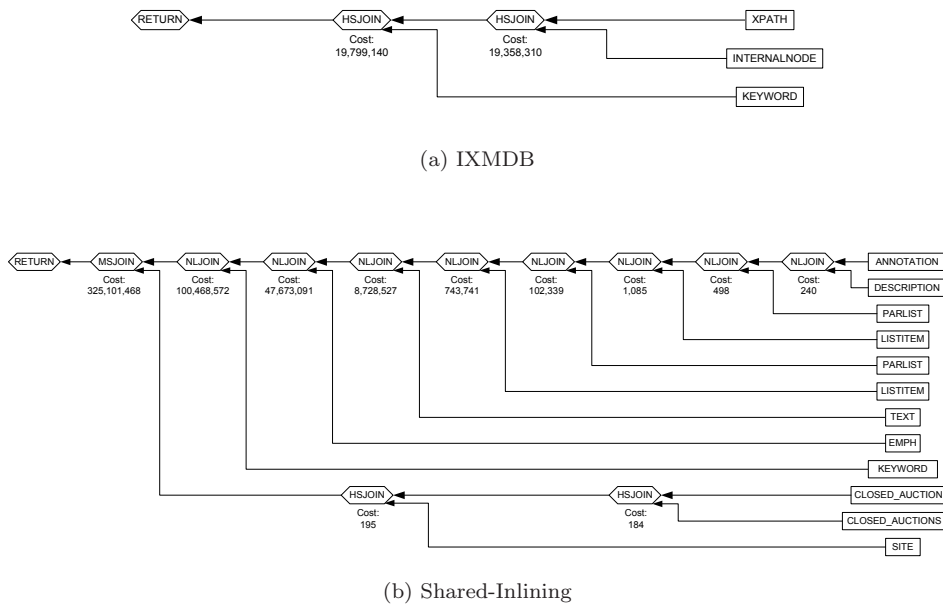 RETURN HSJOIN HSJOIN XPATH
Cost: Cost:
19,799,140 19,358,310
INTERNALNODE
KEYWORD
(a) IXMDB
RETURN MSJOIN NLJOIN NLJOIN NLJOIN NLJOIN NLJOIN NLJOIN NLJOIN NLJOIN ANNOTATION
Cost: Cost: Cost: Cost: Cost: Cost: Cost: Cost: Cost:
325,101,468 100,468,572 47,673,091 8,728,527 743,741 102,339 1,085 498 240
DESCRIPTION
PARLIST
LISTITEM
PARLIST
LISTITEM
TEXT
EMPH
KEYWORD
HSJOIN HSJOIN CLOSED_AUCTION
Cost: Cost:
195 184
CLOSED_AUCTIONS
SITE
(b) Shared-Inlining